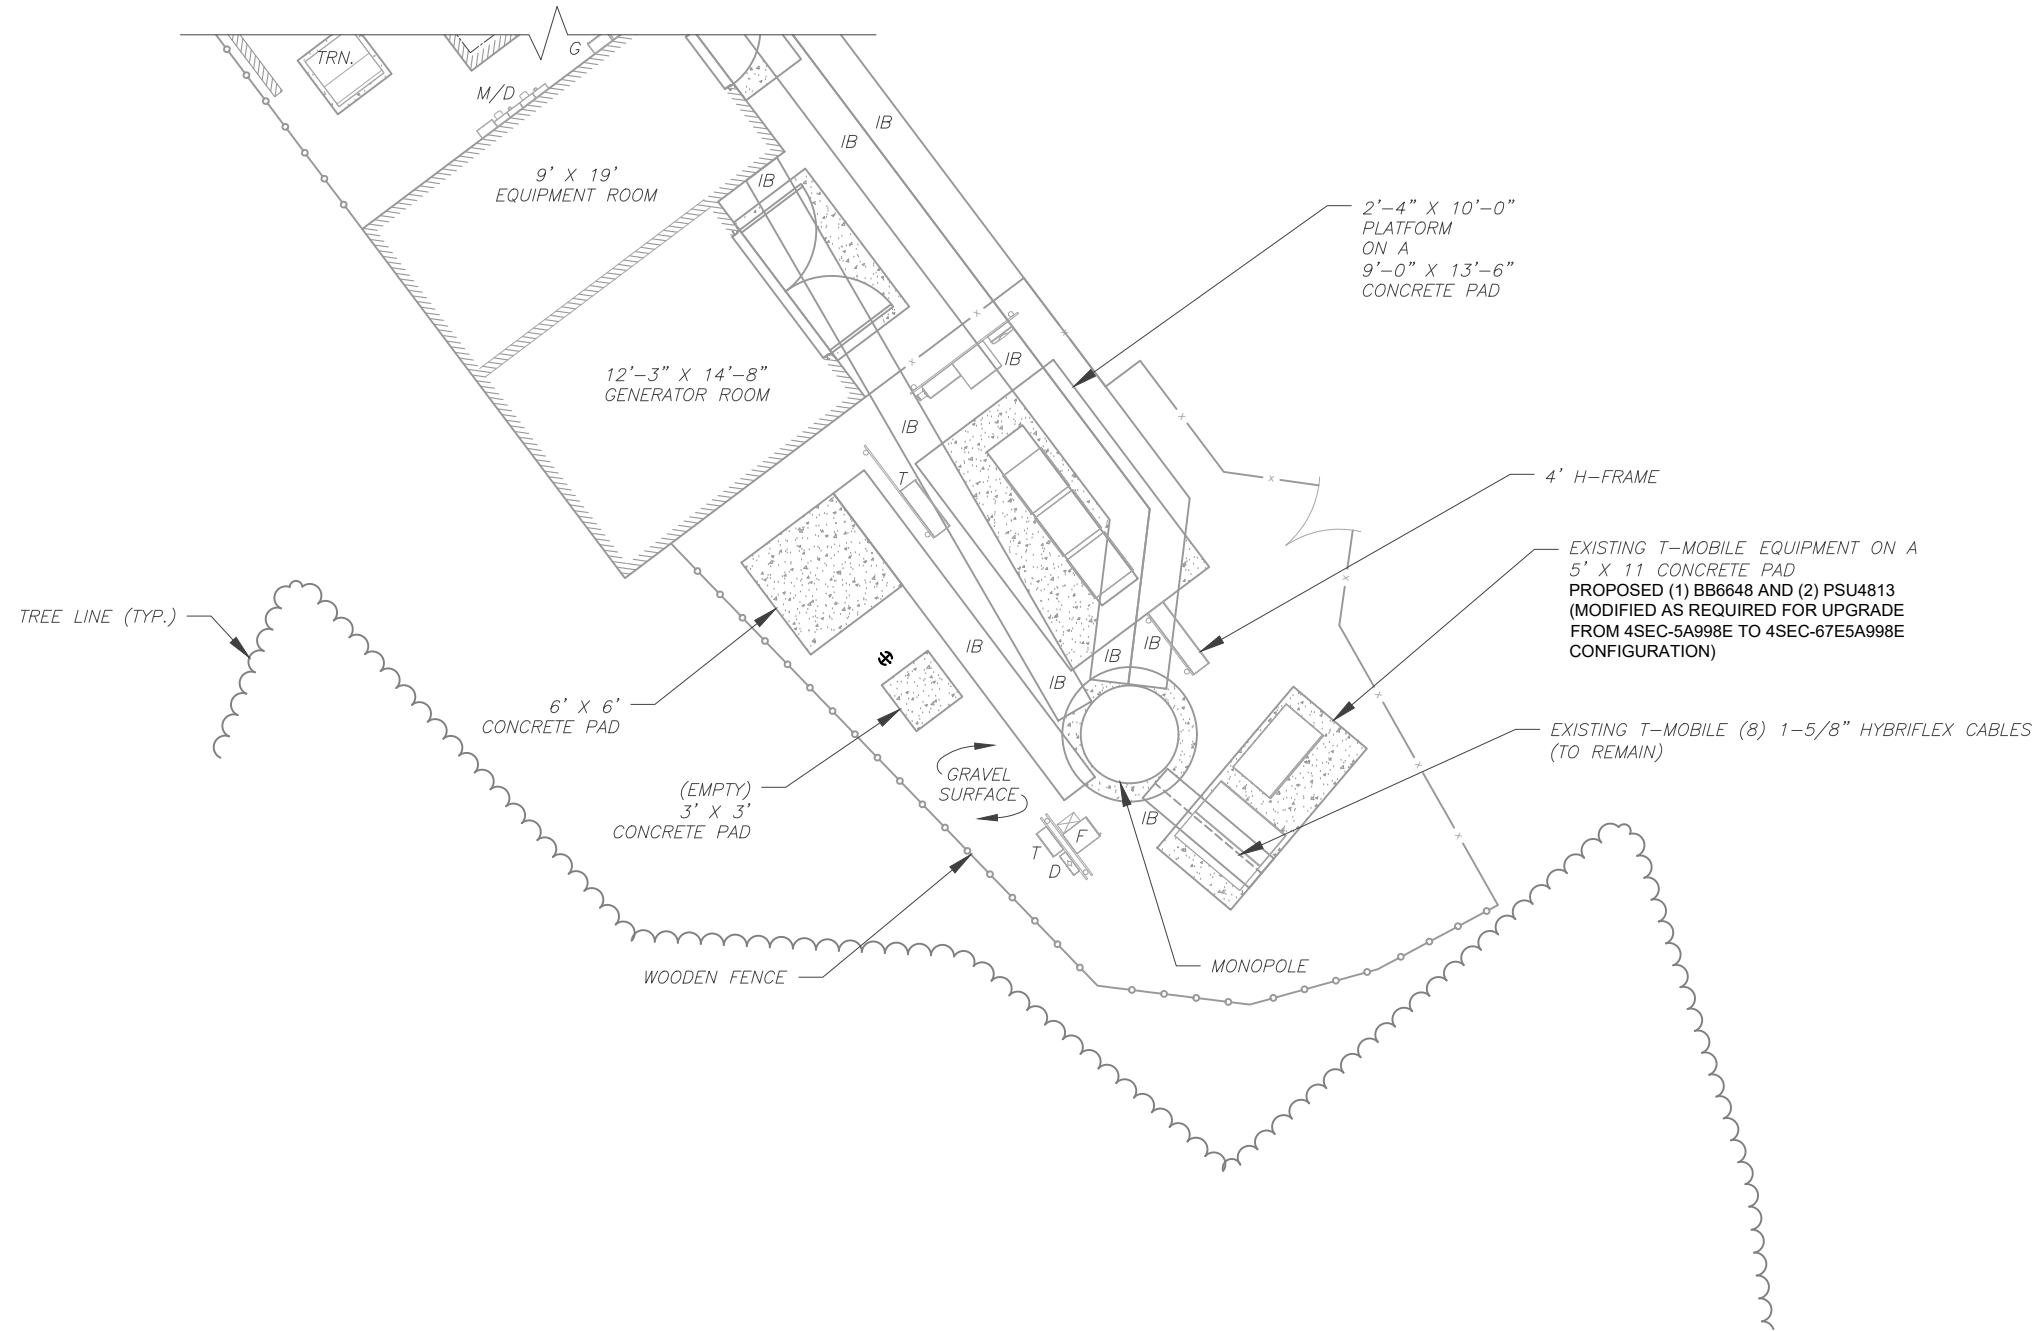 TRN.
G
M/D
IB
IB
9' X 19'
EQUIPMENT ROOM
IB
2'-4" X 10'-0"
PLATFORM
ON A
9'-0" X 13'-6"
CONCRETE PAD
x
x
IB
x
12'-3" X 14'-8"
GENERATOR ROOM
x
IB
T
x
4' H-FRAME
EXISTING T-MOBILE EQUIPMENT ON A
5' X 11 CONCRETE PAD
PROPOSED (1) BB6648 AND (2) PSU4813
(MODIFIED AS REQUIRED FOR UPGRADE
FROM 4SEC-5A998E TO 4SEC-67E5A998E
CONFIGURATION)
x
TREE LINE (TYP.)
IB
IB
IB
IB
x
6' X 6'
CONCRETE PAD
EXISTING T-MOBILE (8) 1-5/8" HYBRIFLEX CABLES
(TO REMAIN)
x
(EMPTY)
3' X 3'
CONCRETE PAD
GRAVEL
SURFACE
IB
F
T
D
x
WOODEN FENCE
MONOPOLE